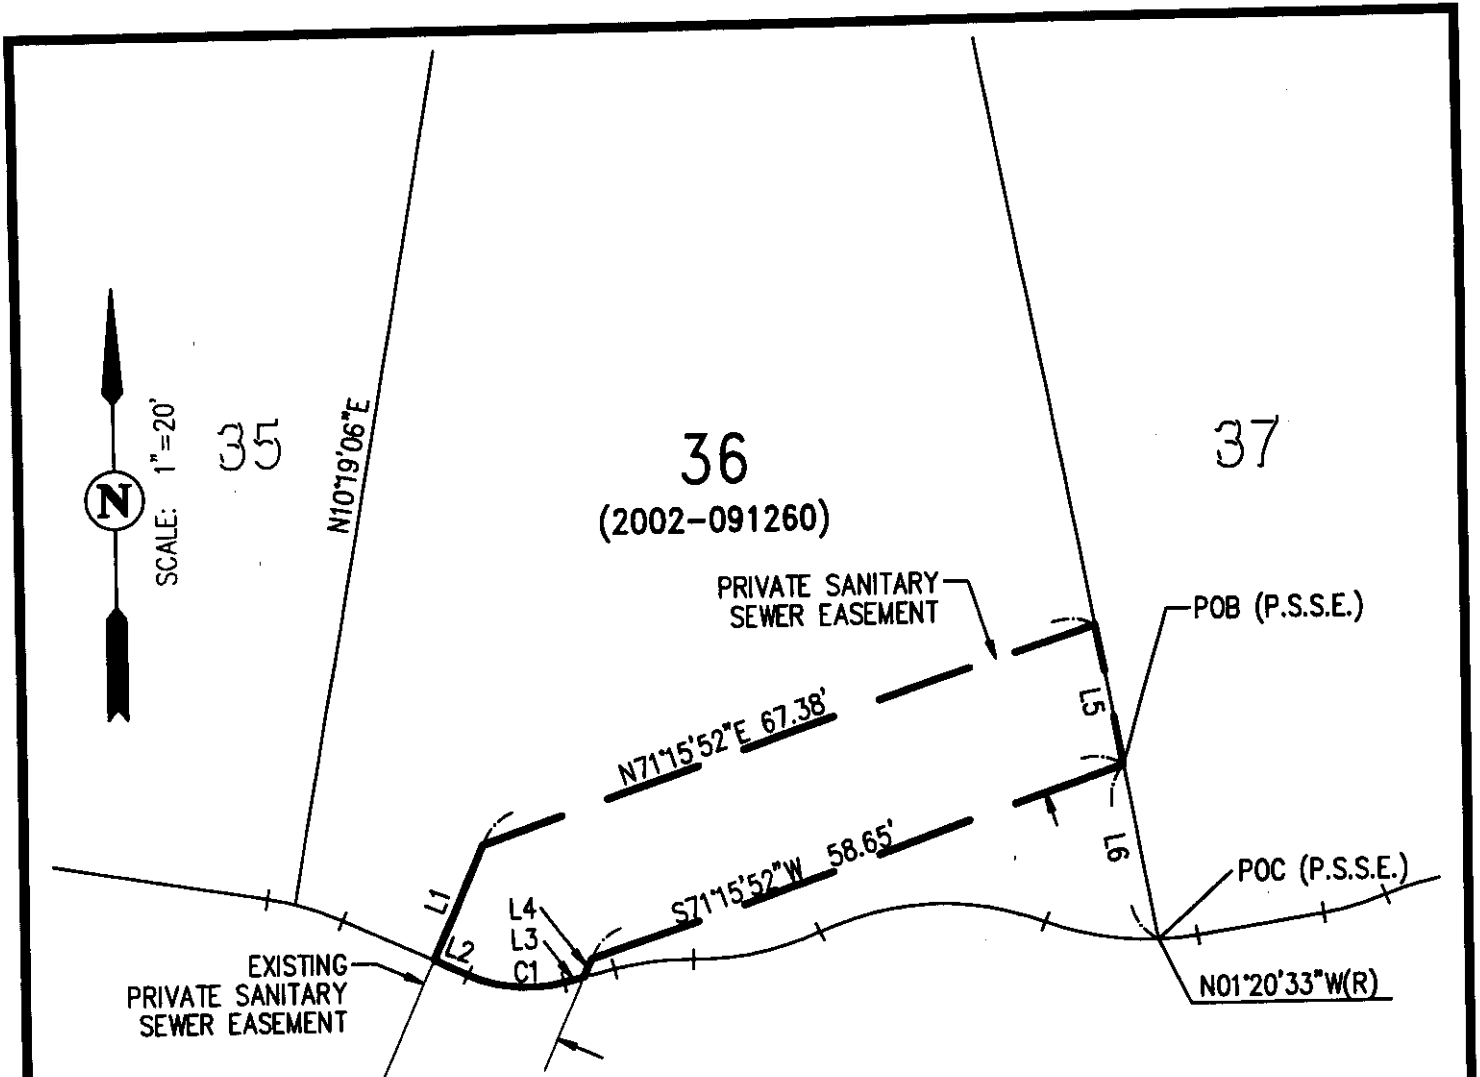 35
N10°19'06"E
36
(2002-091260)
37
SCALE: 1"=20'
N
PRIVATE SANITARY
SEWER EASEMENT
POB (P.S.S.E.)
L5
N71°15'52"E 67.38'
L6
S71°15'52"W 58.65'
POC (P.S.S.E.)
L1
L4
L3
L2
C1
EXISTING
PRIVATE SANITARY
SEWER EASEMENT
N01°20'33"W(R)